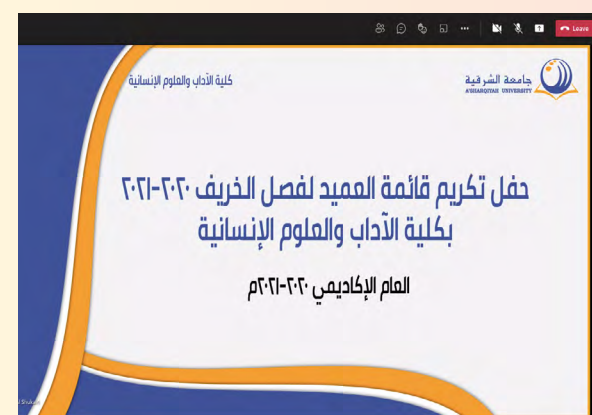 Leave
جامعة الشرقية
A'SHARQIYAH UNIVERSITY
كلية الآداب والعلوم الإنسانية
حفل تكريم قائمة العميد لفصل الخريف ٢٠٢٠-٢٠٢١
بكلية الآداب والعلوم الإنسانية
العام الإكاديمي ٢٠٢٠-٢٠٢١م